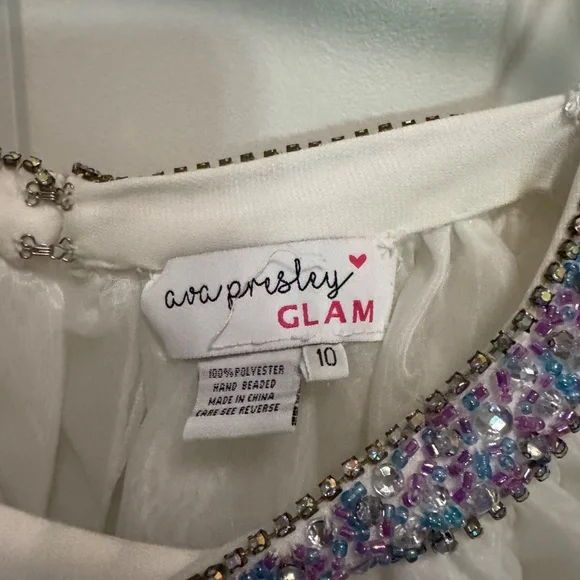 ava presley
GLAM
10
100% POLYESTER
HAND BEADED
MADE IN CHINA
CARE SEE REVERSE